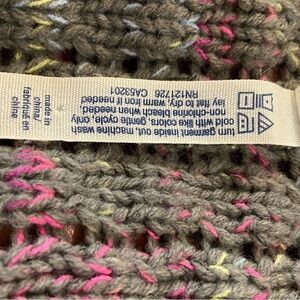 turn garment inside out, machine wash
cold with like colors, gentle cycle, only
non-chlorine bleach when needed,
lay flat to dry, warm iron if needed
RN121726 CA53201
made in
china/
fabriqué en
chine